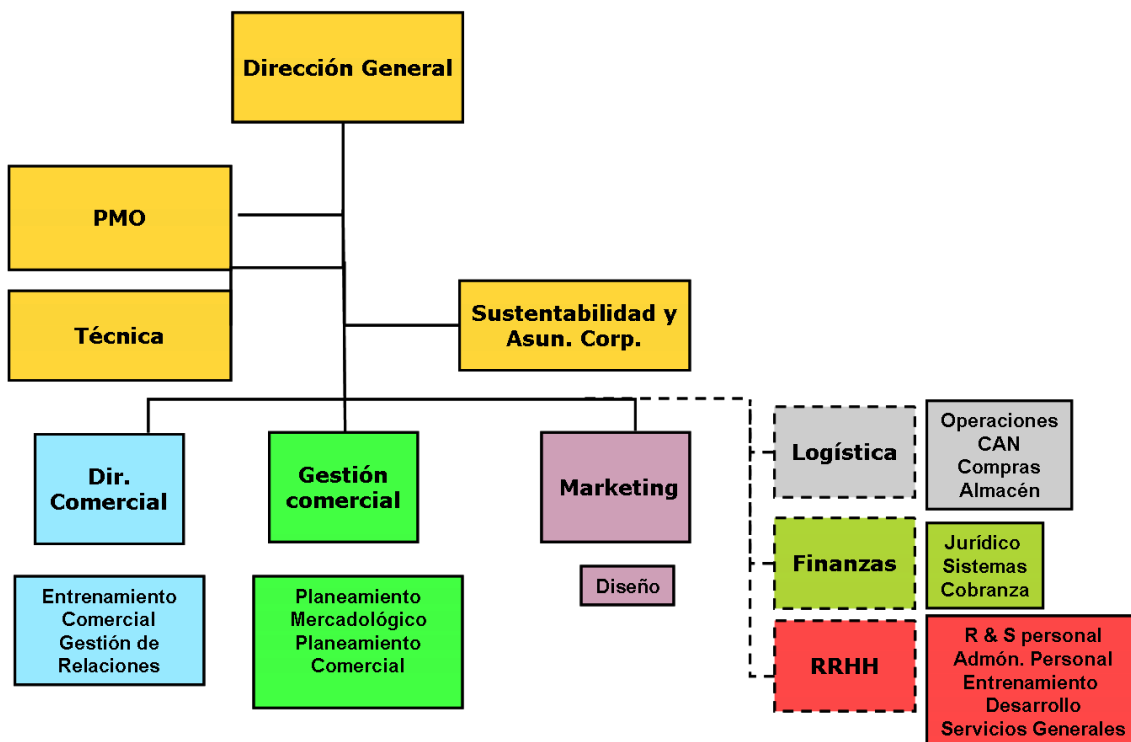 Dirección General
PMO
Técnica
Sustentabilidad y
Asun. Corp.
Dir.
Comercial
Gestión
comercial
Marketing
Logística
Operaciones
CAN
Compras
Almacén
Finanzas
Jurídico
Sistemas
Cobranza
RRHH
R & S personal
Admón. Personal
Entrenamiento
Desarrollo
Servicios Generales
Entrenamiento
Comercial
Gestión de
Relaciones
Planeamiento
Mercadológico
Planeamiento
Comercial
Diseño